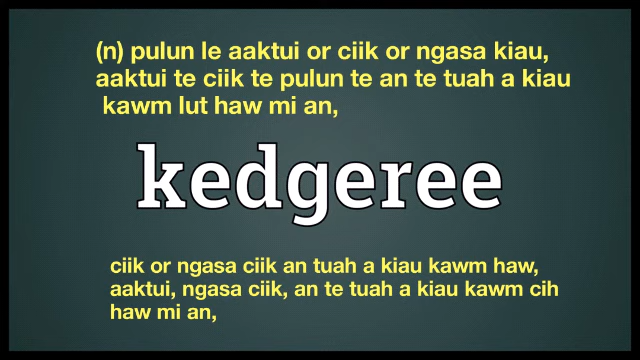 (n) pulun le aaktui or ciik or ngasa kiau,
aaktui te ciik te pulun te an te tuah a kiau
kawm lut haw mi an,
kedgeree
ciik or ngasa ciik an tuah a kiau kawm haw,
aaktui, ngasa ciik, an te tuah a kiau kawm cih
haw mi an,